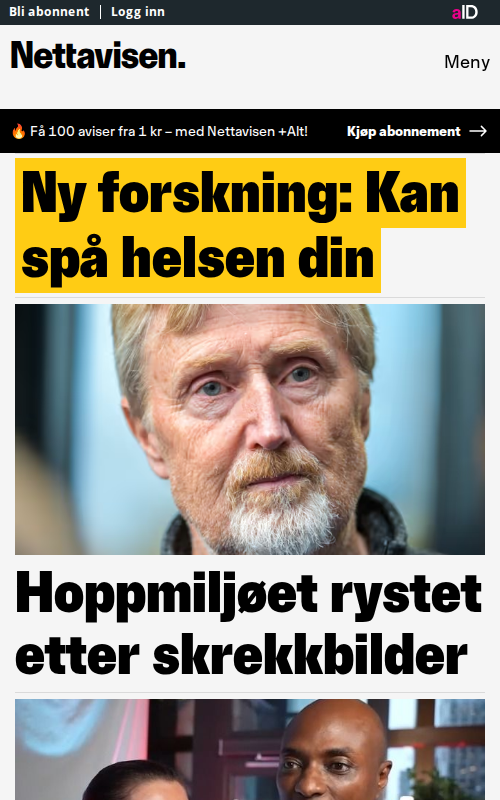 Bli abonnent | Logg inn
aID
Nettavisen.
Meny
🔥 Få 100 aviser fra 1 kr – med Nettavisen +Alt!
Kjøp abonnement →
Ny forskning: Kan
spå helsen din
Hoppmiljøet rystet
etter skrekkbilder